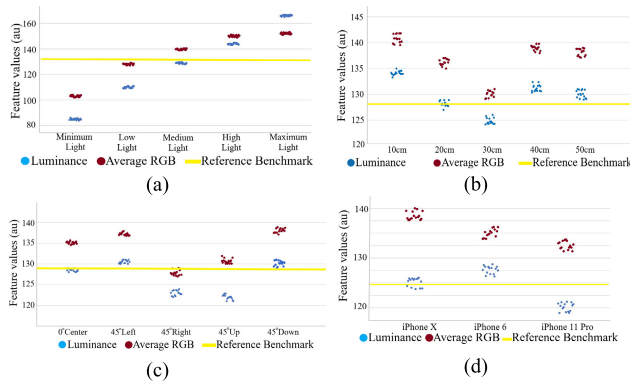 Feature values (au)
160
140
120
100
80
Minimum Light
Low Light
Medium Light
High Light
Maximum Light
Luminance Average RGB Reference Benchmark
(a)
Feature values (au)
145
140
135
130
125
120
10cm 20cm 30cm 40cm 50cm
Luminance Average RGB Reference Benchmark
(b)
Feature values (au)
140
135
130
125
120
0°Center 45°Left 45°Right 45°Up 45°Down
Luminance Average RGB Reference Benchmark
(c)
Feature values (au)
140
130
120
iPhone X iPhone 6 iPhone 11 Pro
Luminance Average RGB Reference Benchmark
(d)